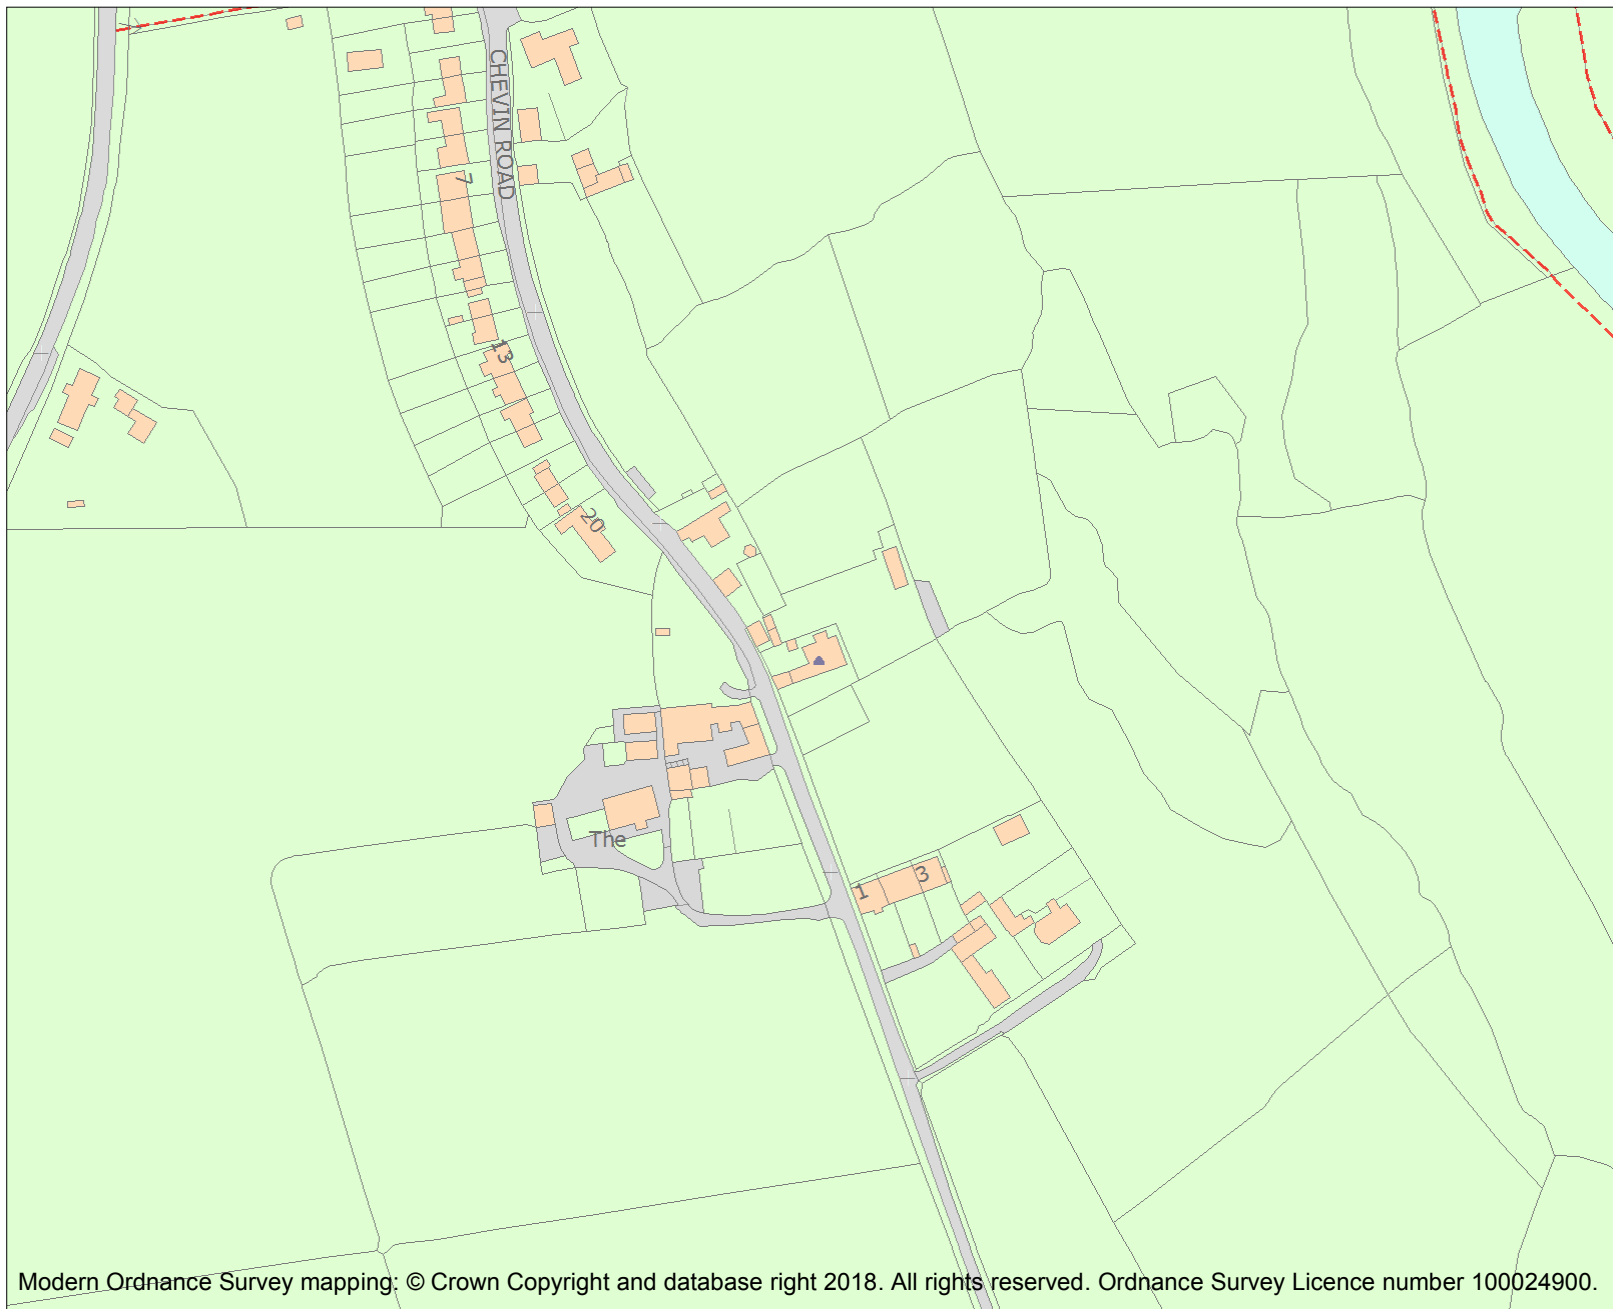 CHEVIN ROAD
7
13
20
The
1
3
Modern Ordnance Survey mapping: © Crown Copyright and database right 2018. All rights reserved. Ordnance Survey Licence number 100024900.